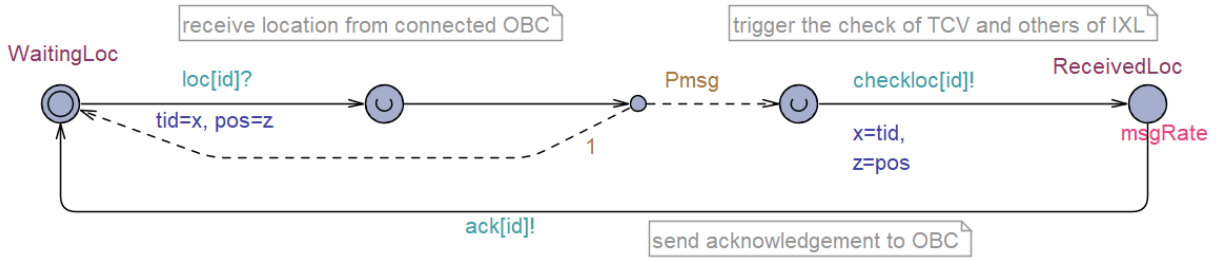 receive location from connected OBC
trigger the check of TCV and others of IXL
WaitingLoc
loc[id]?
Pmsg
checkloc[id]!
ReceivedLoc
tid=x, pos=z
1
x=tid,
z=pos
msgRate
ack[id]!
send acknowledgement to OBC